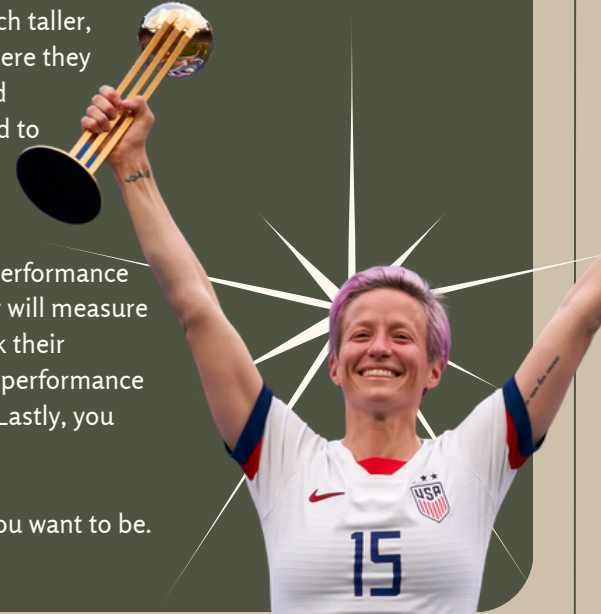 ch taller,
ere they
d
d to
erformance
will measure
k their
performance
Lastly, you
ou want to be.
USA
15